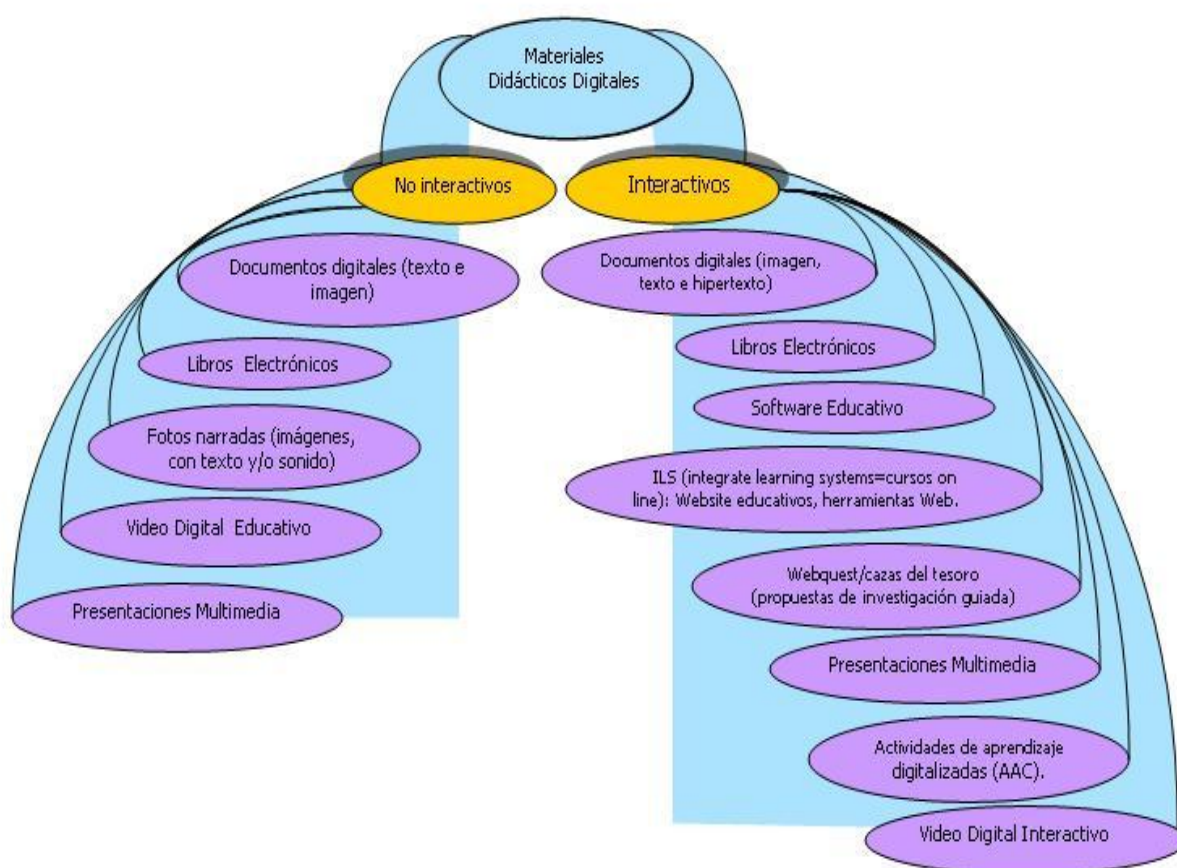 Materiales
Didácticos Digitales
No interactivos
Interactivos
Documentos digitales (texto e
imagen)
Libros Electrónicos
Fotos narradas (imágenes,
con texto y/o sonido)
Video Digital Educativo
Presentaciones Multimedia
Documentos digitales (imagen,
texto e hipertexto)
Libros Electrónicos
Software Educativo
ILS (integrate learning systems=cursos on
line): Website educativos, herramientas Web.
Webquest/cazas del tesoro
(propuestas de investigación guiada)
Presentaciones Multimedia
Actividades de aprendizaje
digitalizadas (AAC).
Video Digital Interactivo